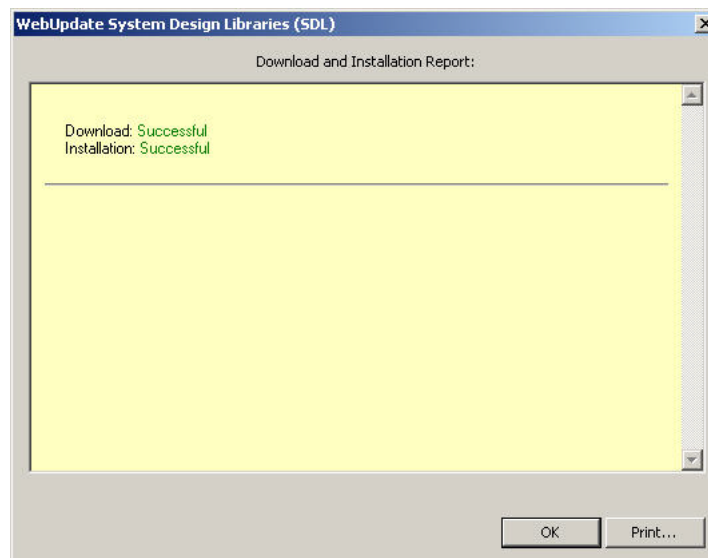 WebUpdate System Design Libraries (SDL)
Download and Installation Report:
Download: Successful
Installation: Successful
OK
Print...